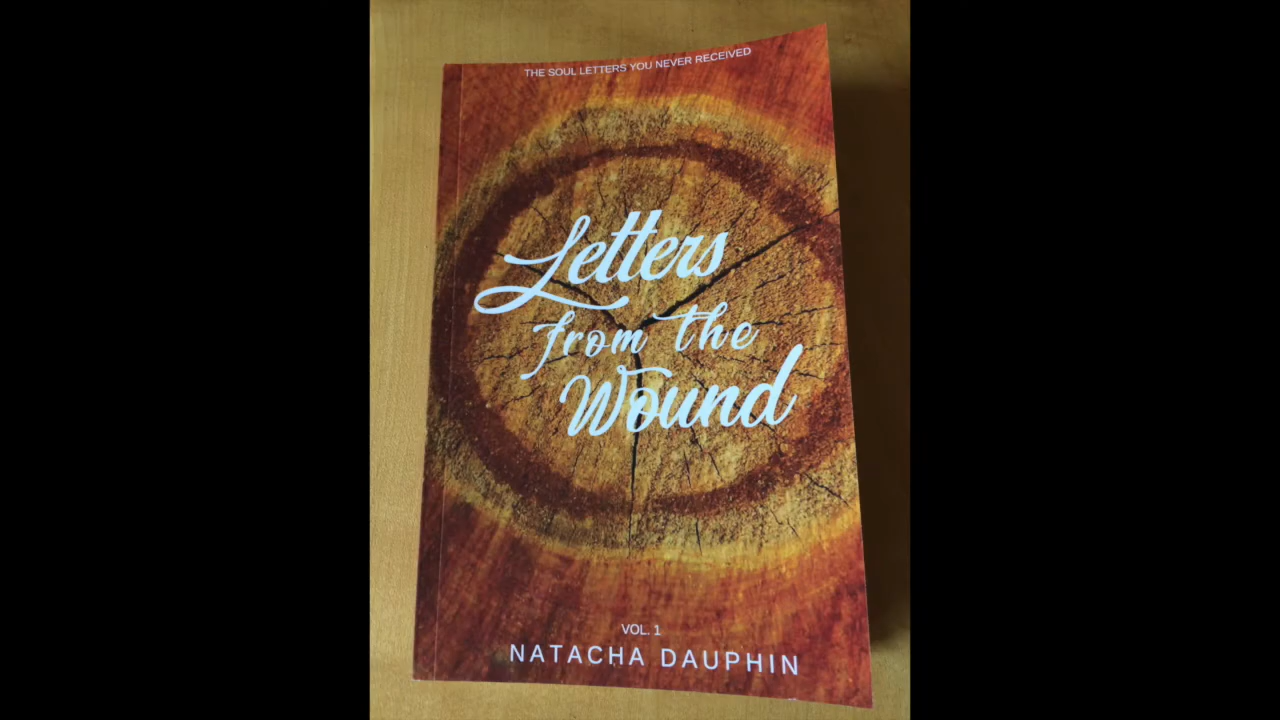 THE SOUL LETTERS YOU NEVER RECEIVED
Letters
from the
Wound
VOL. 1
NATACHA DAUPHIN